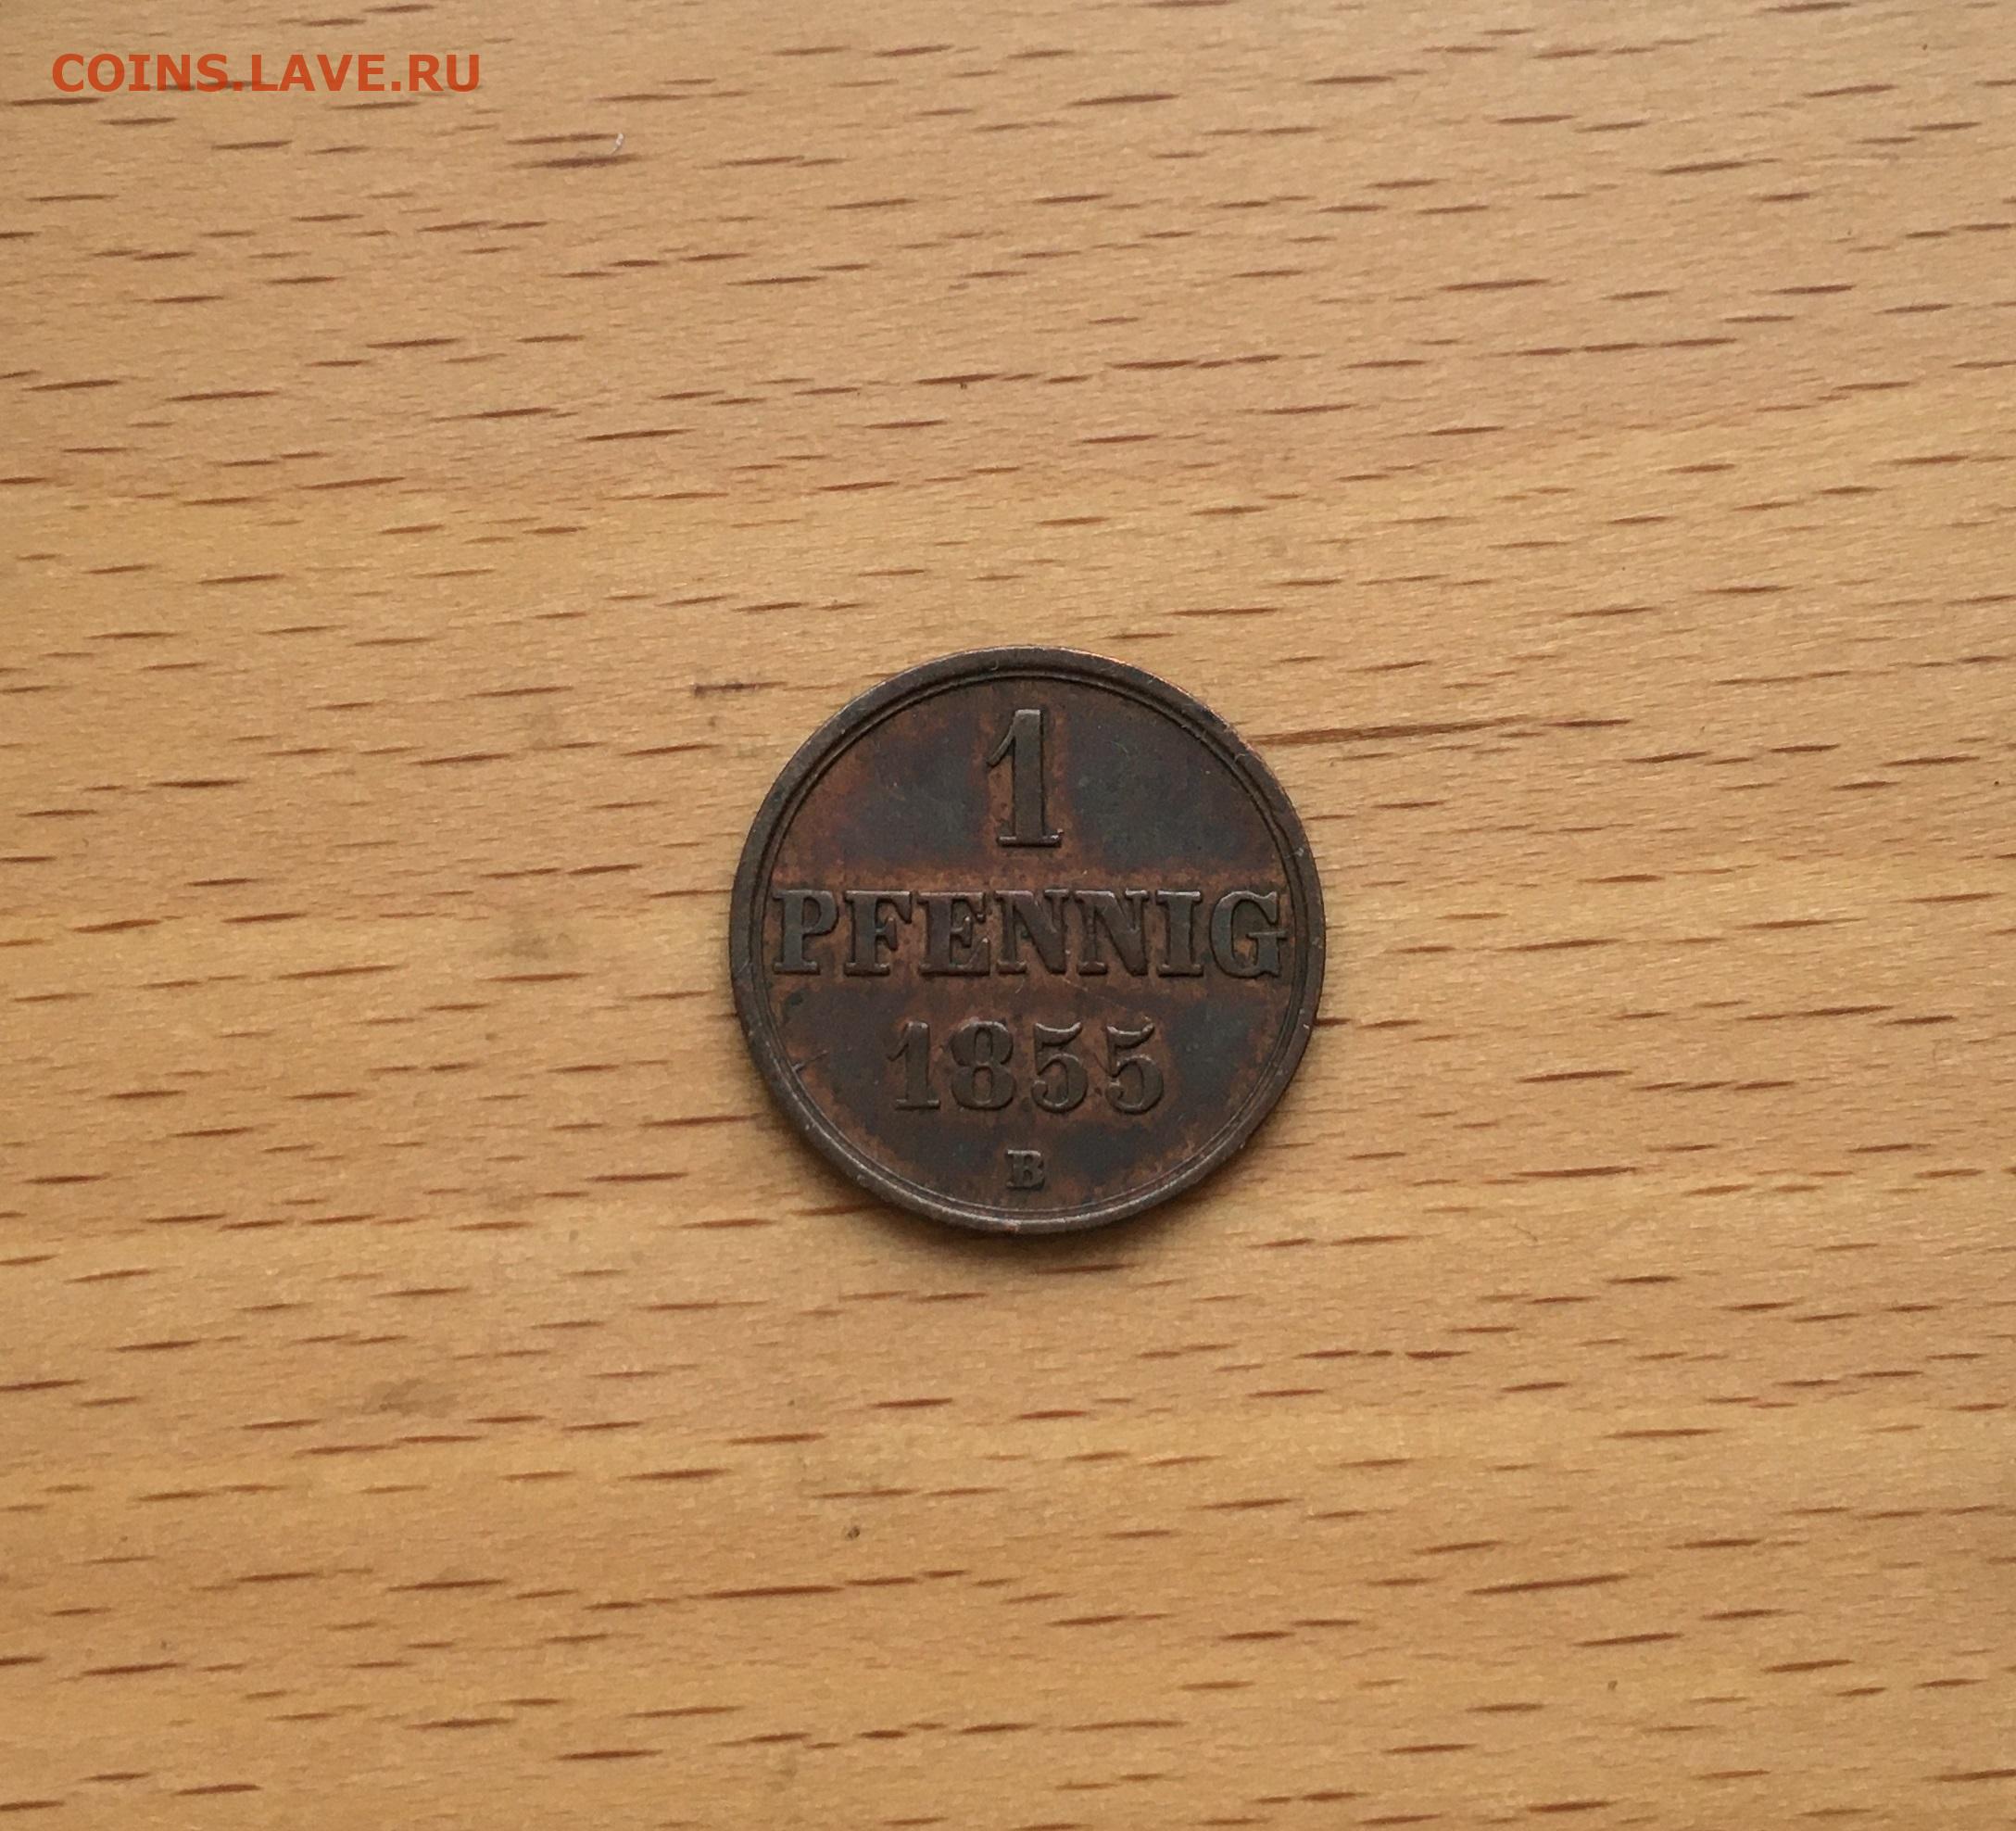 COINS.LAVE.RU
1
PFENNIG
1855
B